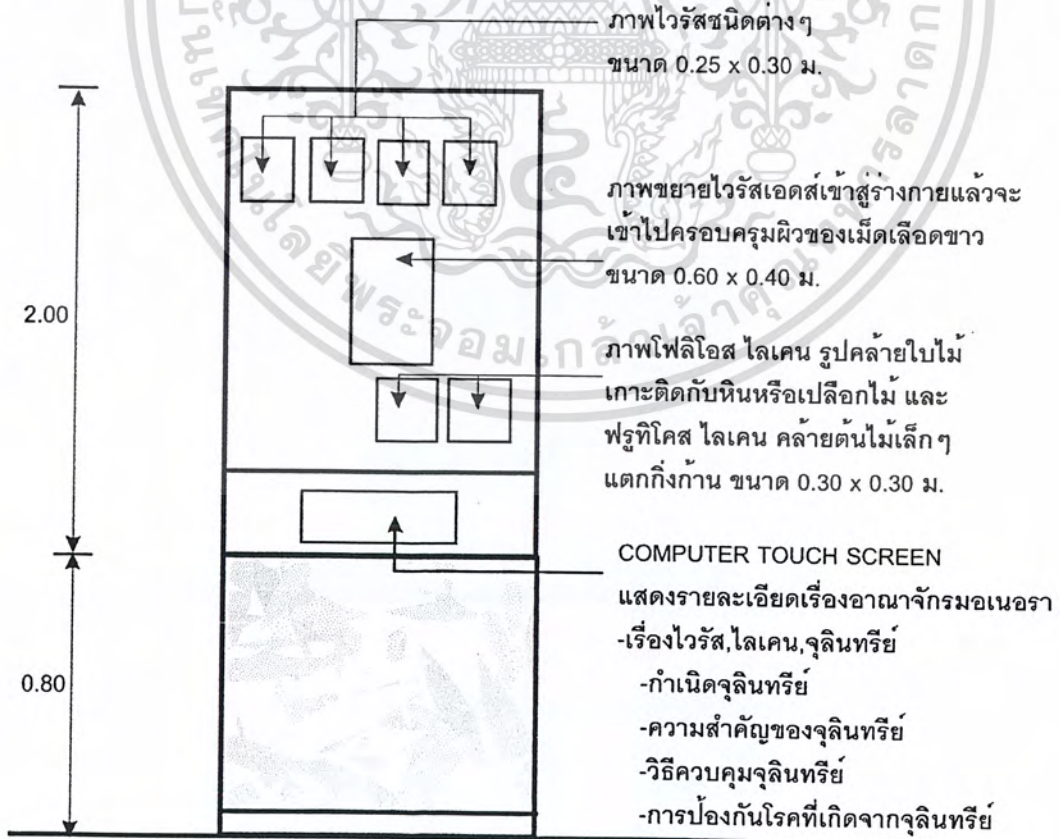 ภาพไวรัสชนิดต่างๆ
ขนาด 0.25 x 0.30 ม.
ภาพขยายไวรัสเอดส์เข้าสู่ร่างกายแล้วจะ
เข้าไปครอบครุมผิวของเม็ดเลือดขาว
ขนาด 0.60 x 0.40 ม.
2.00
ภาพโฟลิโอส ไลเคน รูปคล้ายใบไม้
เกาะติดกับหินหรือเปลือกไม้ และ
ฟรูทิโคส ไลเคน คล้ายต้นไม้เล็กๆ
แตกกิ่งก้าน ขนาด 0.30 x 0.30 ม.
COMPUTER TOUCH SCREEN
แสดงรายละเอียดเรื่องอาณาจักรมอเนอรา
-เรื่องไวรัส,ไลเคน,จุลินทรีย์
0.80
-กำเนิดจุลินทรีย์
-ความสำคัญของจุลินทรีย์
-วิธีควบคุมจุลินทรีย์
-การป้องกันโรคที่เกิดจากจุลินทรีย์